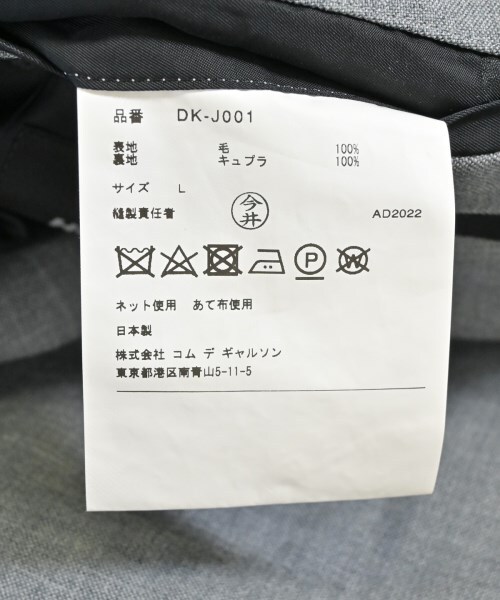 品番 DK-J001
表地 毛 100%
裏地 キュプラ 100%
サイズ L
縫製責任者 今井 AD2022
P W
ネット使用 あて布使用
日本製
株式会社 コム デ ギャルソン
東京都港区南青山5-11-5